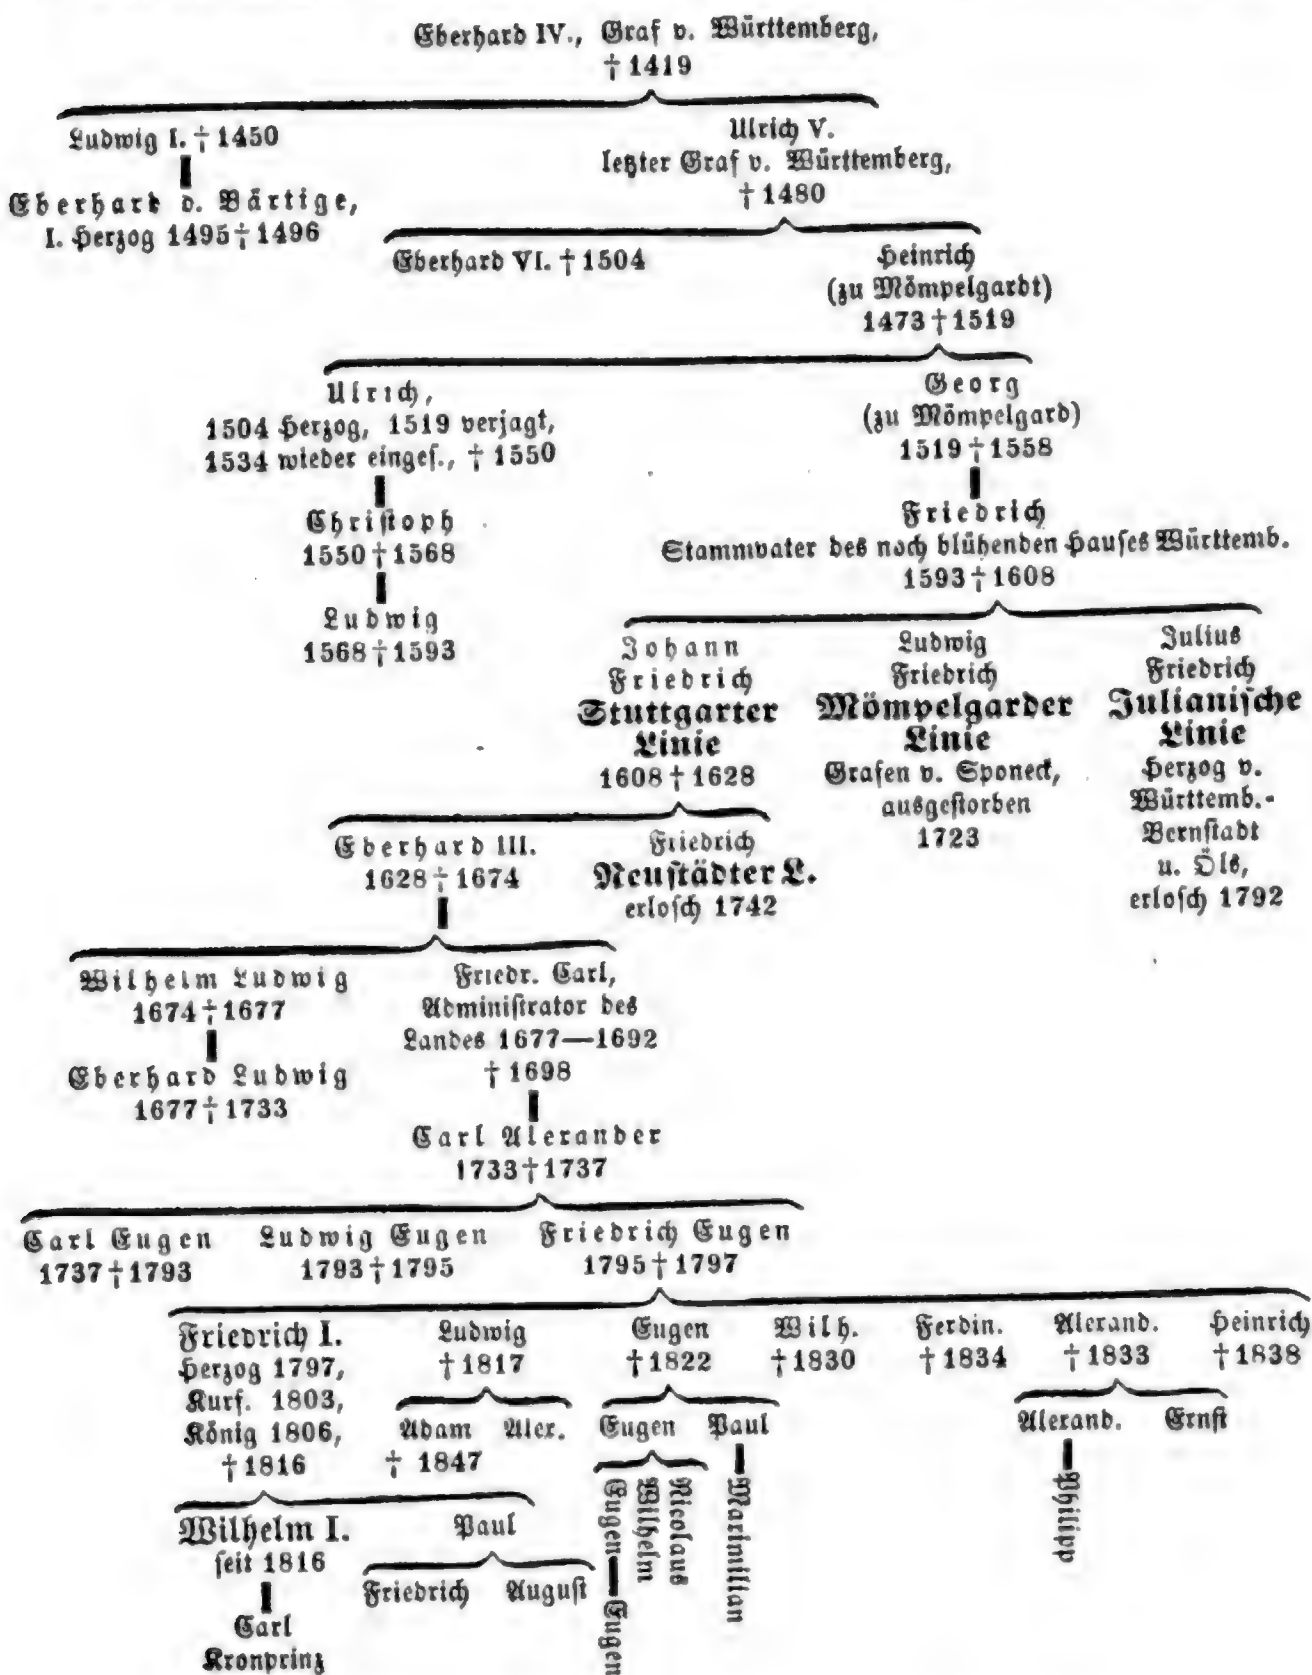 Eberhard IV., Graf v. Württemberg,
† 1419
Ludwig I. † 1450
Eberhart d. Bärtige,
I. Herzog 1495 † 1496
Ulrich V.
letzter Graf v. Württemberg,
† 1480
Eberhard VI. † 1504
Heinrich
(zu Mömpelgardt)
1473 † 1519
Ulrich,
1504 Herzog, 1519 verjagt,
1534 wieder einges., † 1550
Christoph
1550 † 1568
Ludwig
1568 † 1593
Georg
(zu Mömpelgard)
1519 † 1558
Friedrich
Stammvater des noch blühenden Hauses Württemb.
1593 † 1608
Johann
Friedrich
Stuttgarter
Linie
1608 † 1628
Ludwig
Friedrich
Mömpelgarder
Linie
Grafen v. Sponeck,
ausgestorben
1723
Julius
Friedrich
Julianische
Linie
Herzog v.
Württemb.-
Bernstadt
u. Öls,
erlosch 1792
Eberhard III.
1628 † 1674
Friedrich
Neustädter L.
erlosch 1742
Wilhelm Ludwig
1674 † 1677
Eberhard Ludwig
1677 † 1733
Friedr. Carl,
Administrator des
Landes 1677—1692
† 1698
Carl Alexander
1733 † 1737
Carl Eugen
1737 † 1793
Ludwig Eugen
1793 † 1795
Friedrich Eugen
1795 † 1797
Friedrich I.
Herzog 1797,
Kurf. 1803,
König 1806,
† 1816
Ludwig
† 1817
Eugen
† 1822
Wilh.
† 1830
Ferdin.
† 1834
Alexand.
† 1833
Heinrich
† 1838
Adam
† 1847
Alex.
Eugen
Paul
Alexand.
Ernst
Eugen
Eugen
Wilhelm
Nicolaus
Maximilian
Philipp
Wilhelm I.
seit 1816
Paul
Friedrich
August
Carl
Kronprinz